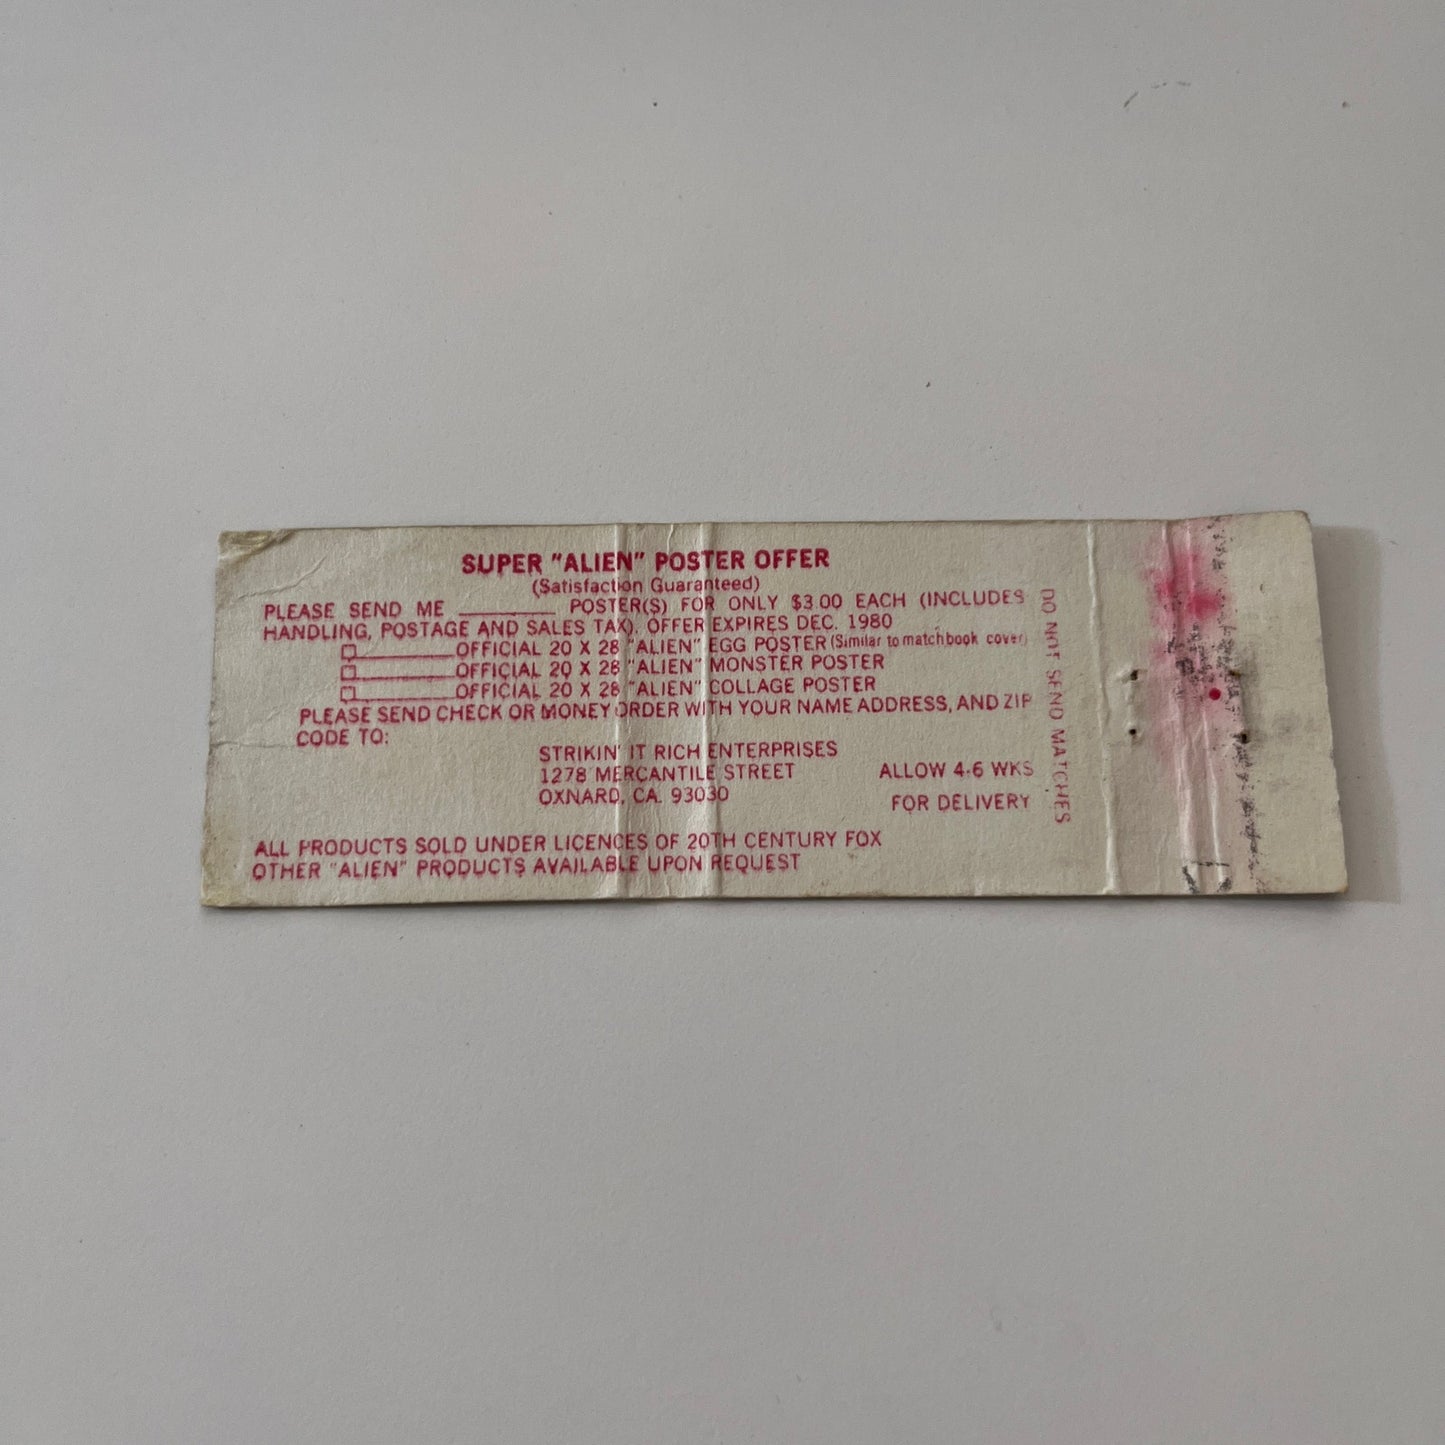 SUPER "ALIEN" POSTER OFFER
(Satisfaction Guaranteed)
PLEASE SEND ME __________ POSTER(S) FOR ONLY $3.00 EACH (INCLUDES
HANDLING, POSTAGE AND SALES TAX). OFFER EXPIRES DEC. 1980
☐__________OFFICIAL 20 X 28 "ALIEN" EGG POSTER (Similar to matchbook cover)
☐__________OFFICIAL 20 X 28 "ALIEN" MONSTER POSTER
☐__________OFFICIAL 20 X 28 "ALIEN" COLLAGE POSTER
PLEASE SEND CHECK OR MONEY ORDER WITH YOUR NAME ADDRESS, AND ZIP
CODE TO:
STRIKIN' IT RICH ENTERPRISES
1278 MERCANTILE STREET
OXNARD, CA. 93030
ALLOW 4-6 WKS
FOR DELIVERY
ALL PRODUCTS SOLD UNDER LICENCES OF 20TH CENTURY FOX
OTHER "ALIEN" PRODUCTS AVAILABLE UPON REQUEST
DO NOT SEND MATCHES